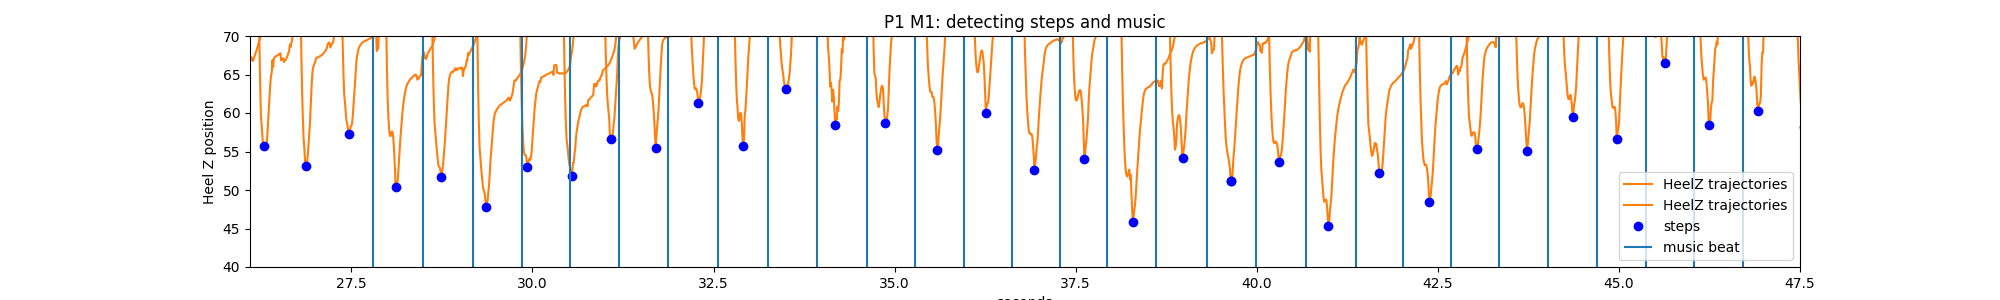 P1 M1: detecting steps and music
70
65
60
55
50
45
40
Heel Z position
27.5 30.0 32.5 35.0 37.5 40.0 42.5 45.0 47.5
HeelZ trajectories
HeelZ trajectories
steps
music beat
seconds